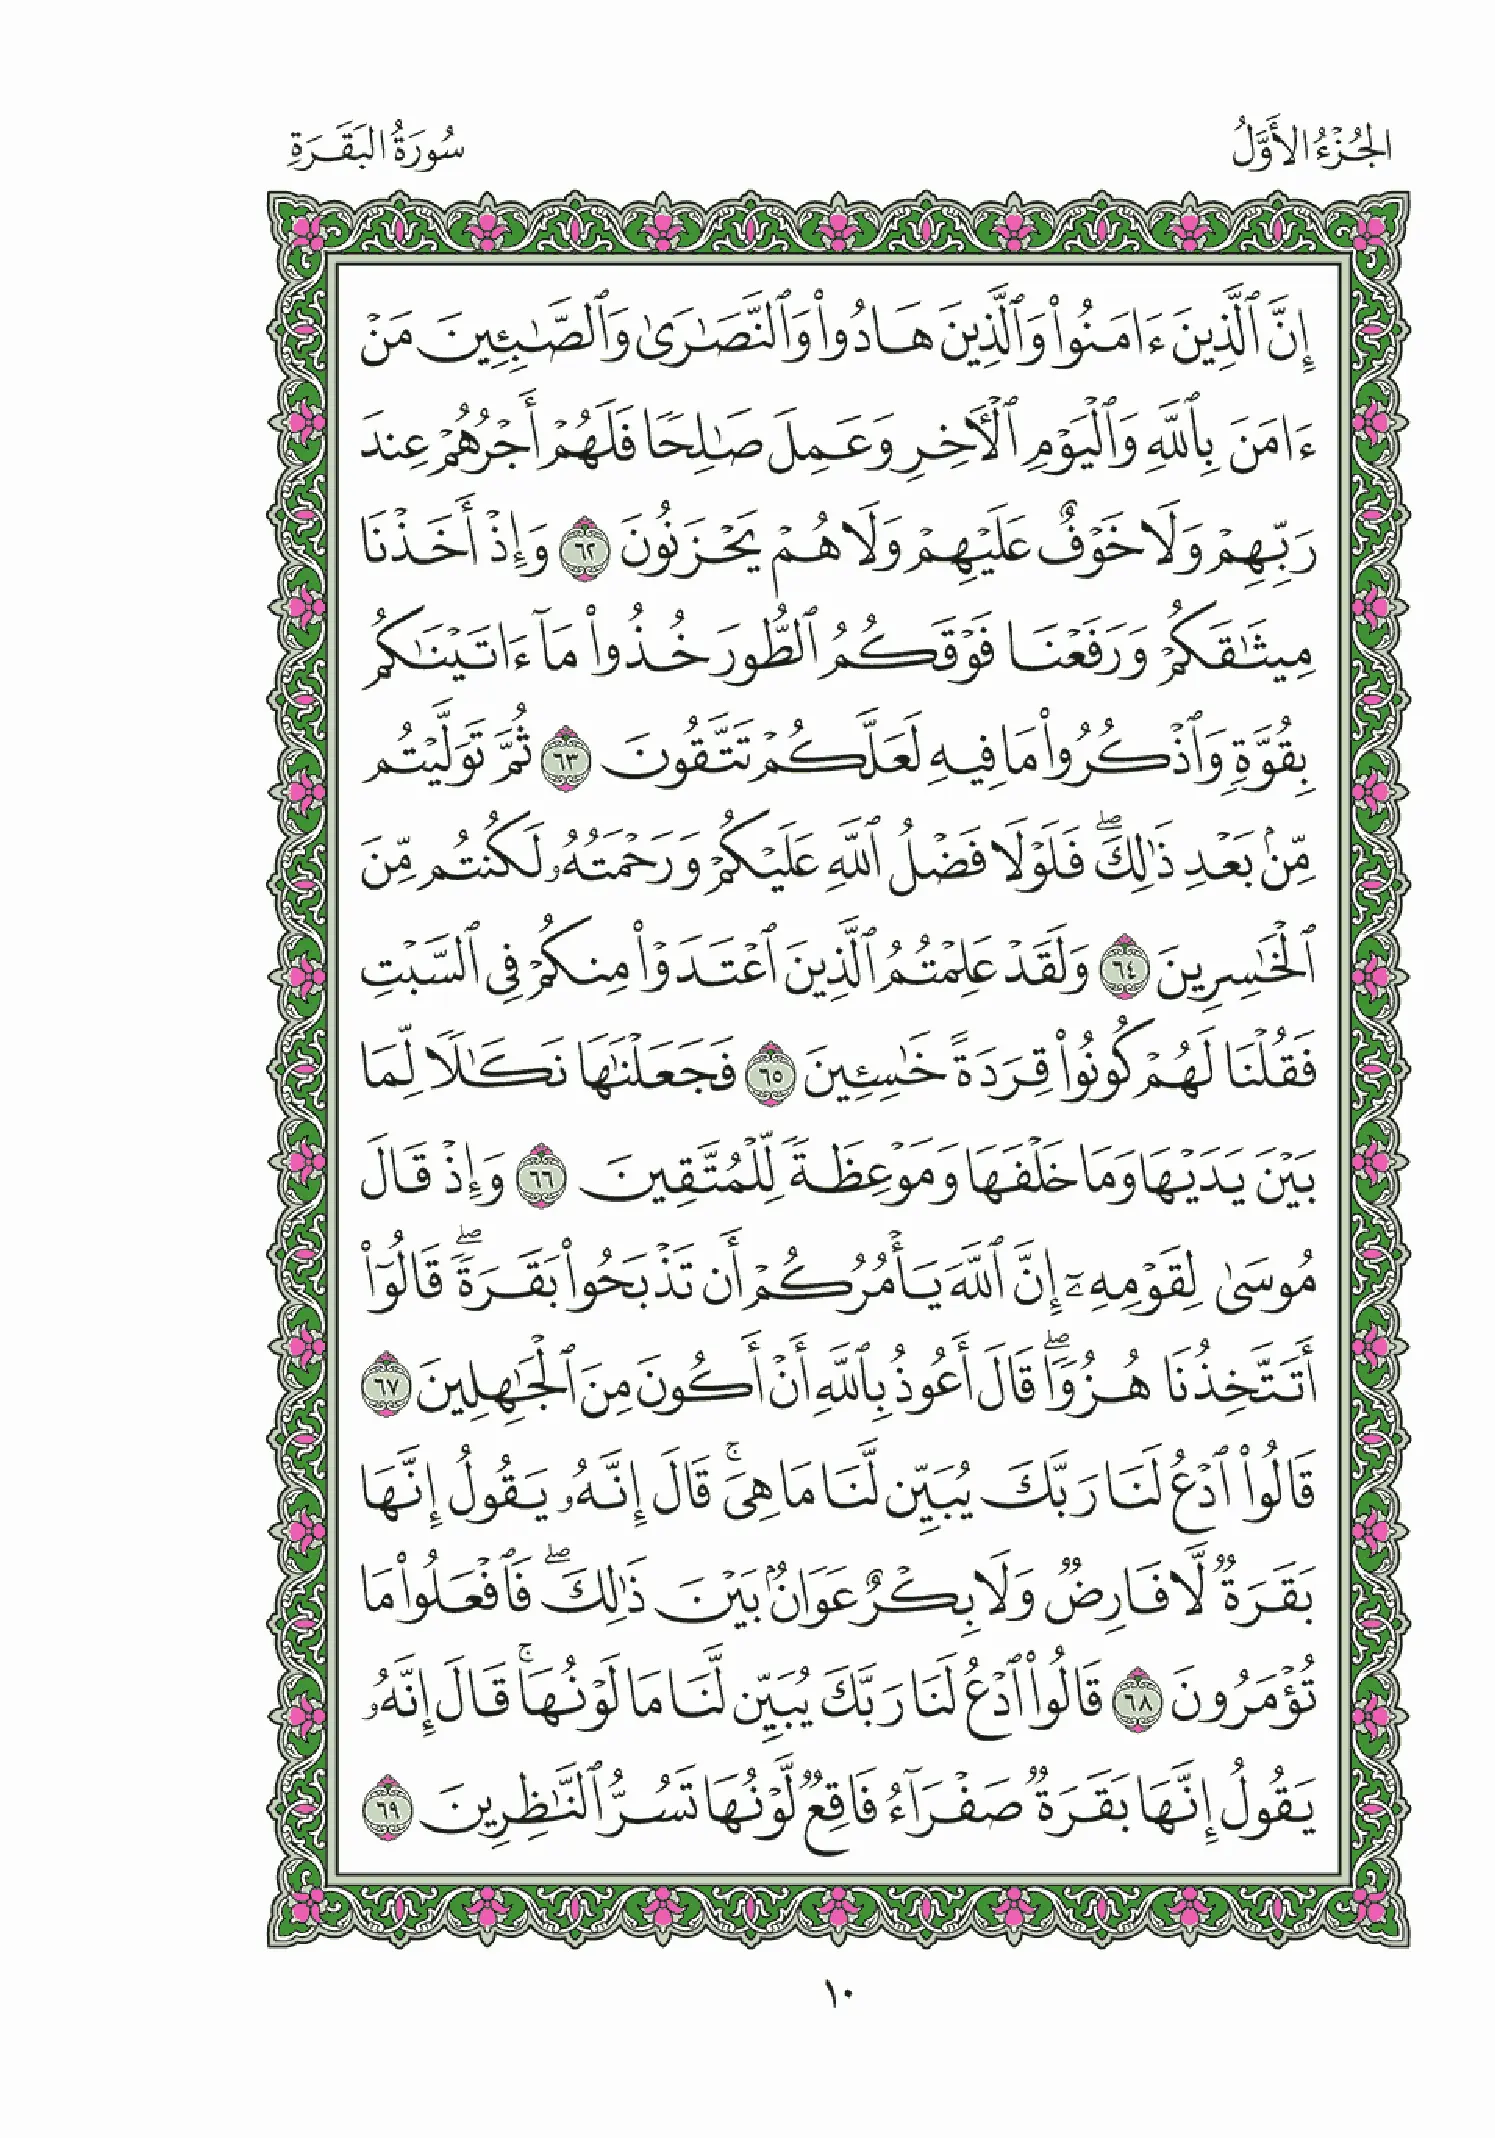 الجُزْءُ الأَوَّلُ
سُورَةُ البَقَرَةِ
إِنَّ ٱلَّذِينَ ءَامَنُواْ وَٱلَّذِينَ هَادُواْ وَٱلنَّصَٰرَىٰ وَٱلصَّٰبِـِٔينَ مَنۡ
ءَامَنَ بِٱللَّهِ وَٱلۡيَوۡمِ ٱلۡأٓخِرِ وَعَمِلَ صَٰلِحٗا فَلَهُمۡ أَجۡرُهُمۡ عِندَ
رَبِّهِمۡ وَلَا خَوۡفٌ عَلَيۡهِمۡ وَلَا هُمۡ يَحۡزَنُونَ ٦٢ وَإِذۡ أَخَذۡنَا
مِيثَٰقَكُمۡ وَرَفَعۡنَا فَوۡقَكُمُ ٱلطُّورَ خُذُواْ مَآ ءَاتَيۡنَٰكُم
بِقُوَّةٖ وَٱذۡكُرُواْ مَا فِيهِ لَعَلَّكُمۡ تَتَّقُونَ ٦٣ ثُمَّ تَوَلَّيۡتُم
مِّنۢ بَعۡدِ ذَٰلِكَۖ فَلَوۡلَا فَضۡلُ ٱللَّهِ عَلَيۡكُمۡ وَرَحۡمَتُهُۥ لَكُنتُم مِّنَ
ٱلۡخَٰسِرِينَ ٦٤ وَلَقَدۡ عَلِمۡتُمُ ٱلَّذِينَ ٱعۡتَدَوۡاْ مِنكُمۡ فِي ٱلسَّبۡتِ
فَقُلۡنَا لَهُمۡ كُونُواْ قِرَدَةً خَٰسِـِٔينَ ٦٥ فَجَعَلۡنَٰهَا نَكَٰلٗا لِّمَا
بَيۡنَ يَدَيۡهَا وَمَا خَلۡفَهَا وَمَوۡعِظَةٗ لِّلۡمُتَّقِينَ ٦٦ وَإِذۡ قَالَ
مُوسَىٰ لِقَوۡمِهِۦٓ إِنَّ ٱللَّهَ يَأۡمُرُكُمۡ أَن تَذۡبَحُواْ بَقَرَةٗۖ قَالُوٓاْ
أَتَتَّخِذُنَا هُزُوٗاۖ قَالَ أَعُوذُ بِٱللَّهِ أَنۡ أَكُونَ مِنَ ٱلۡجَٰهِلِينَ ٦٧
قَالُواْ ٱدۡعُ لَنَا رَبَّكَ يُبَيِّن لَّنَا مَا هِيَۚ قَالَ إِنَّهُۥ يَقُولُ إِنَّهَا
بَقَرَةٞ لَّا فَارِضٞ وَلَا بِكۡرٌ عَوَانُۢ بَيۡنَ ذَٰلِكَۖ فَٱفۡعَلُواْ مَا
تُؤۡمَرُونَ ٦٨ قَالُواْ ٱدۡعُ لَنَا رَبَّكَ يُبَيِّن لَّنَا مَا لَوۡنُهَاۚ قَالَ إِنَّهُۥ
يَقُولُ إِنَّهَا بَقَرَةٞ صَفۡرَآءُ فَاقِعٞ لَّوۡنُهَا تَسُرُّ ٱلنَّٰظِرِينَ ٦٩
١٠